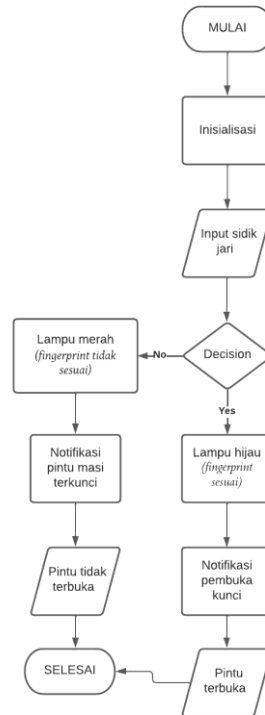 MULAI
Inisialisasi
Input sidik
jari
Decision
No
Yes
Lampu merah
(fingerprint tidak
sesuai)
Notifikasi
pintu masi
terkunci
Pintu tidak
terbuka
Lampu hijau
(fingerprint
sesuai)
Notifikasi
pembuka
kunci
Pintu
terbuka
SELESAI